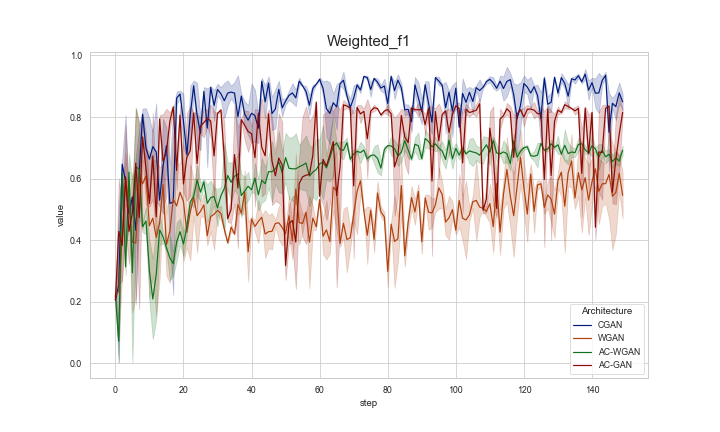 Weighted_f1
1.0
0.8
0.6
0.4
0.2
0.0
value
0 20 40 60 80 100 120 140
step
Architecture
CGAN
WGAN
AC-WGAN
AC-GAN